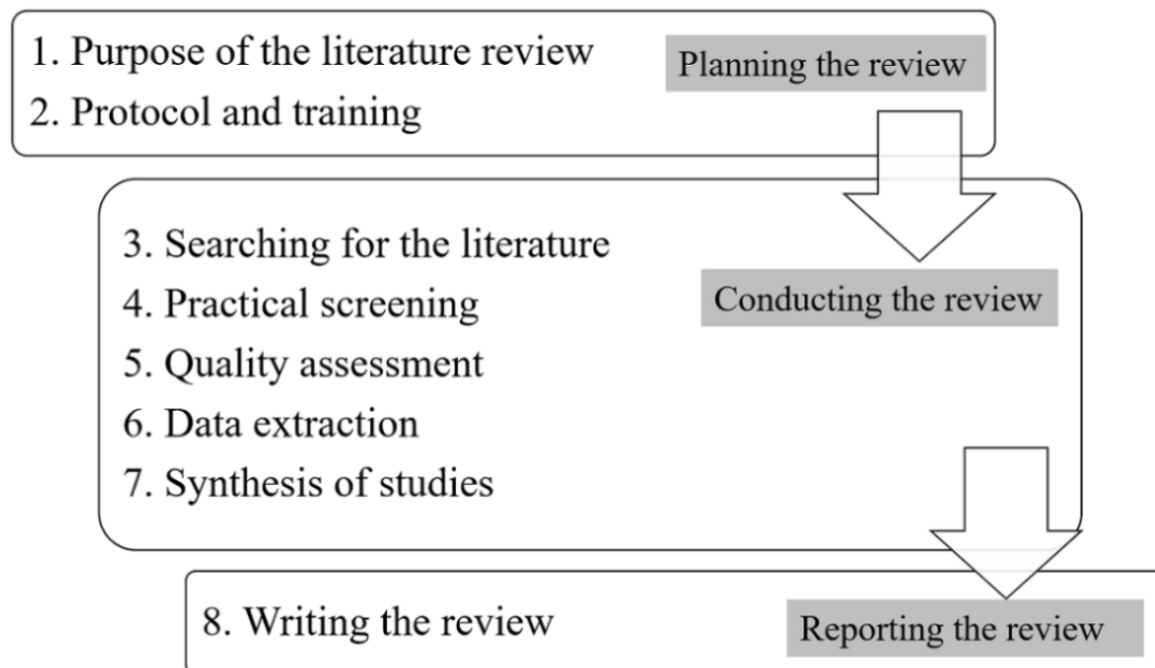 1. Purpose of the literature review
Planning the review
2. Protocol and training
3. Searching for the literature
Conducting the review
4. Practical screening
5. Quality assessment
6. Data extraction
7. Synthesis of studies
8. Writing the review
Reporting the review